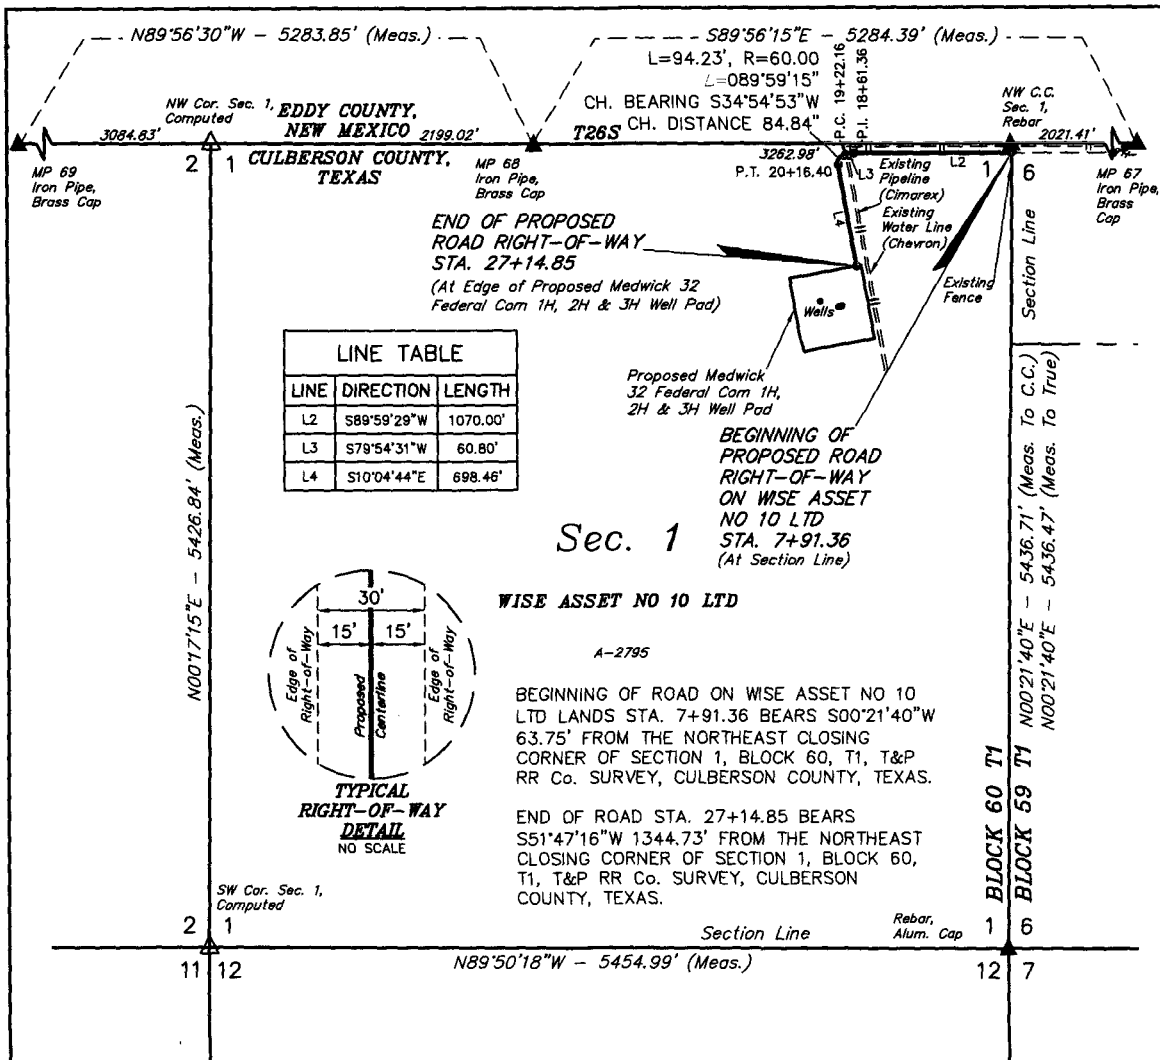 N89°56'30"W - 5283.85' (Meas.)
S89°56'15"E - 5284.39' (Meas.)
L=94.23', R=60.00
∠=089°59'15"
CH. BEARING S34°54'53"W
CH. DISTANCE 84.84"
P.C. 19+22.16
P.I. 18+61.36
NW Cor. Sec. 1,
Computed
EDDY COUNTY,
NEW MEXICO
CULBERSON COUNTY,
TEXAS
3084.83'
2199.02'
T26S
NW C.C.
Sec. 1,
Rebar
2021.41'
3262.98'
P.T. 20+16.40
2 1
1 6
MP 69
Iron Pipe,
Brass Cap
MP 68
Iron Pipe,
Brass Cap
MP 67
Iron Pipe,
Brass
Cap
L3
L2
L4
Existing
Pipeline
(Cimarex)
Existing
Water Line
(Chevron)
Existing
Fence
Section Line
END OF PROPOSED
ROAD RIGHT-OF-WAY
STA. 27+14.85
(At Edge of Proposed Medwick 32
Federal Com 1H, 2H & 3H Well Pad)
Wells
Proposed Medwick
32 Federal Com 1H,
2H & 3H Well Pad
LINE TABLE
LINE DIRECTION LENGTH
L2 S89°59'29"W 1070.00'
L3 S79°54'31"W 60.80'
L4 S10°04'44"E 698.46'
BEGINNING OF
PROPOSED ROAD
RIGHT-OF-WAY
ON WISE ASSET
NO 10 LTD
STA. 7+91.36
(At Section Line)
N00°17'15"E - 5426.84' (Meas.)
N00°21'40"E - 5436.71' (Meas. To C.C.)
N00°21'40"E - 5436.47' (Meas. To True)
Sec. 1
WISE ASSET NO 10 LTD
A-2795
30'
15' 15'
Edge of
Right-of-Way
Proposed
Centerline
Edge of
Right-of-Way
TYPICAL
RIGHT-OF-WAY
DETAIL
NO SCALE
BEGINNING OF ROAD ON WISE ASSET NO 10
LTD LANDS STA. 7+91.36 BEARS S00°21'40"W
63.75' FROM THE NORTHEAST CLOSING
CORNER OF SECTION 1, BLOCK 60, T1, T&P
RR Co. SURVEY, CULBERSON COUNTY, TEXAS.
END OF ROAD STA. 27+14.85 BEARS
S51°47'16"W 1344.73' FROM THE NORTHEAST
CLOSING CORNER OF SECTION 1, BLOCK 60,
T1, T&P RR Co. SURVEY, CULBERSON
COUNTY, TEXAS.
BLOCK 60 T1
BLOCK 59 T1
SW Cor. Sec. 1,
Computed
2 1
11 12
Section Line
N89°50'18"W - 5454.99' (Meas.)
Rebar,
Alum. Cap
1 6
12 7